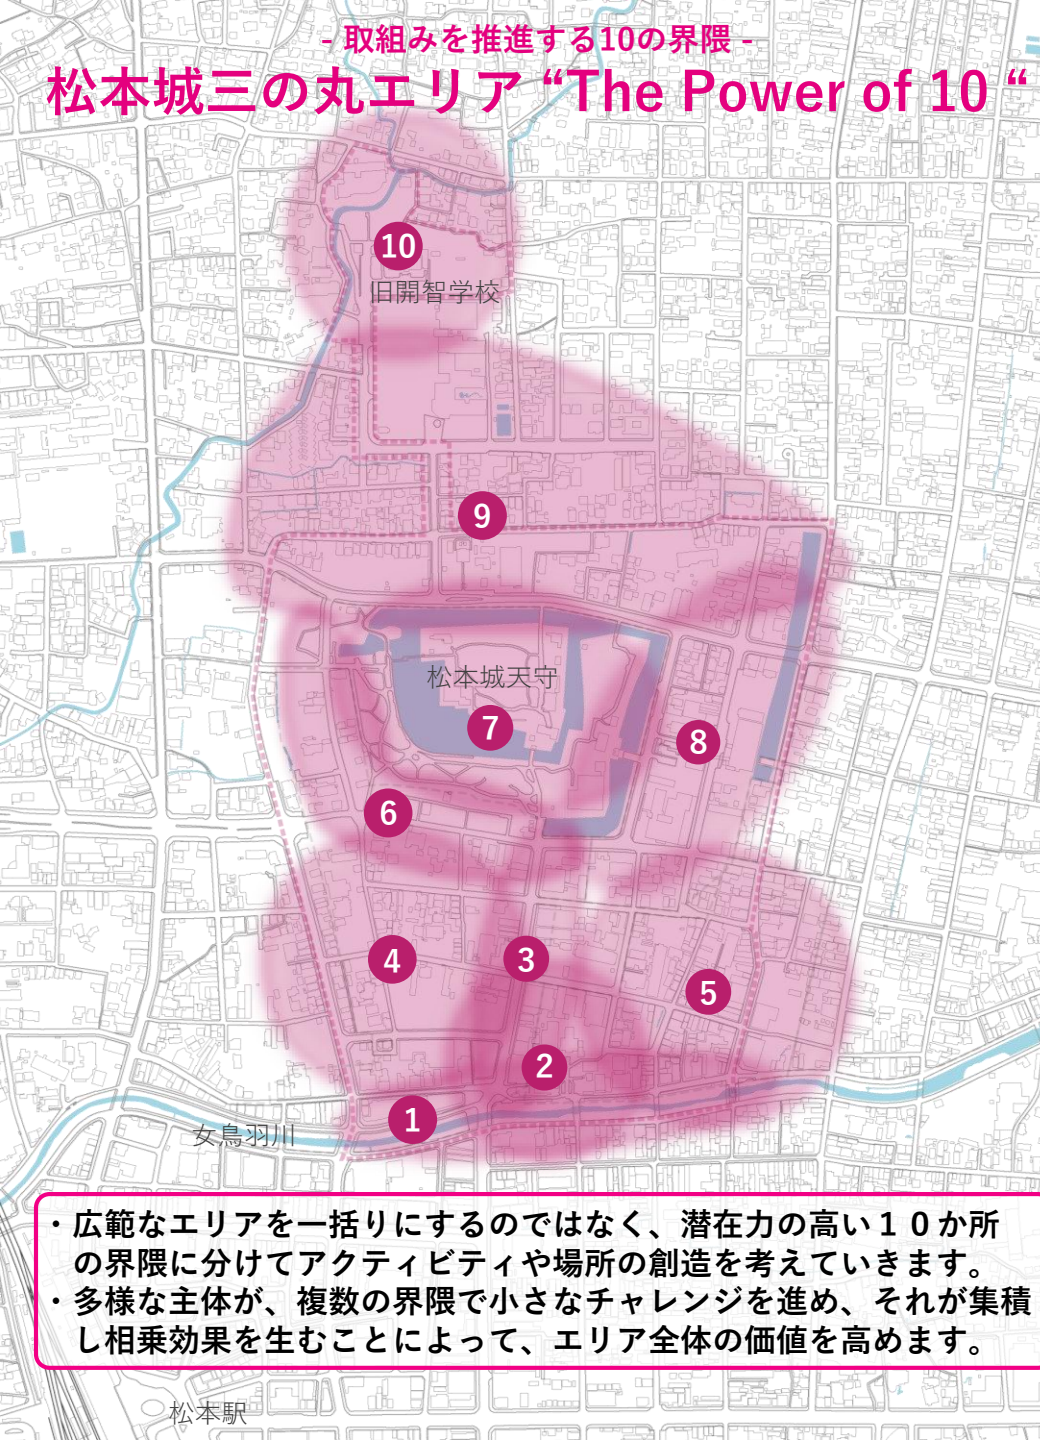 - 取組みを推進する10の界隈 -
松本城三の丸エリア “The Power of 10 “
10
旧開智学校
9
松本城天守
7
8
6
4
3
5
2
1
女鳥羽川
・広範なエリアを一括りにするのではなく、潜在力の高い１０か所
の界隈に分けてアクティビティや場所の創造を考えていきます。
・多様な主体が、複数の界隈で小さなチャレンジを進め、それが集積
し相乗効果を生むことによって、エリア全体の価値を高めます。
松本駅